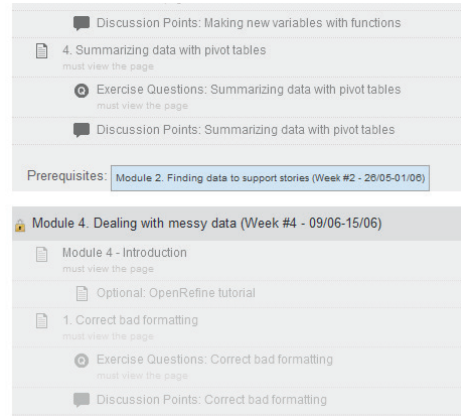 Discussion Points: Making new variables with functions
4. Summarizing data with pivot tables
must view the page
Exercise Questions: Summarizing data with pivot tables
must view the page
Discussion Points: Summarizing data with pivot tables
Prerequisites: Module 2. Finding data to support stories (Week #2 - 26/05-01/06)
Module 4. Dealing with messy data (Week #4 - 09/06-15/06)
Module 4 - Introduction
must view the page
Optional: OpenRefine tutorial
1. Correct bad formatting
must view the page
Exercise Questions: Correct bad formatting
must view the page
Discussion Points: Correct bad formatting